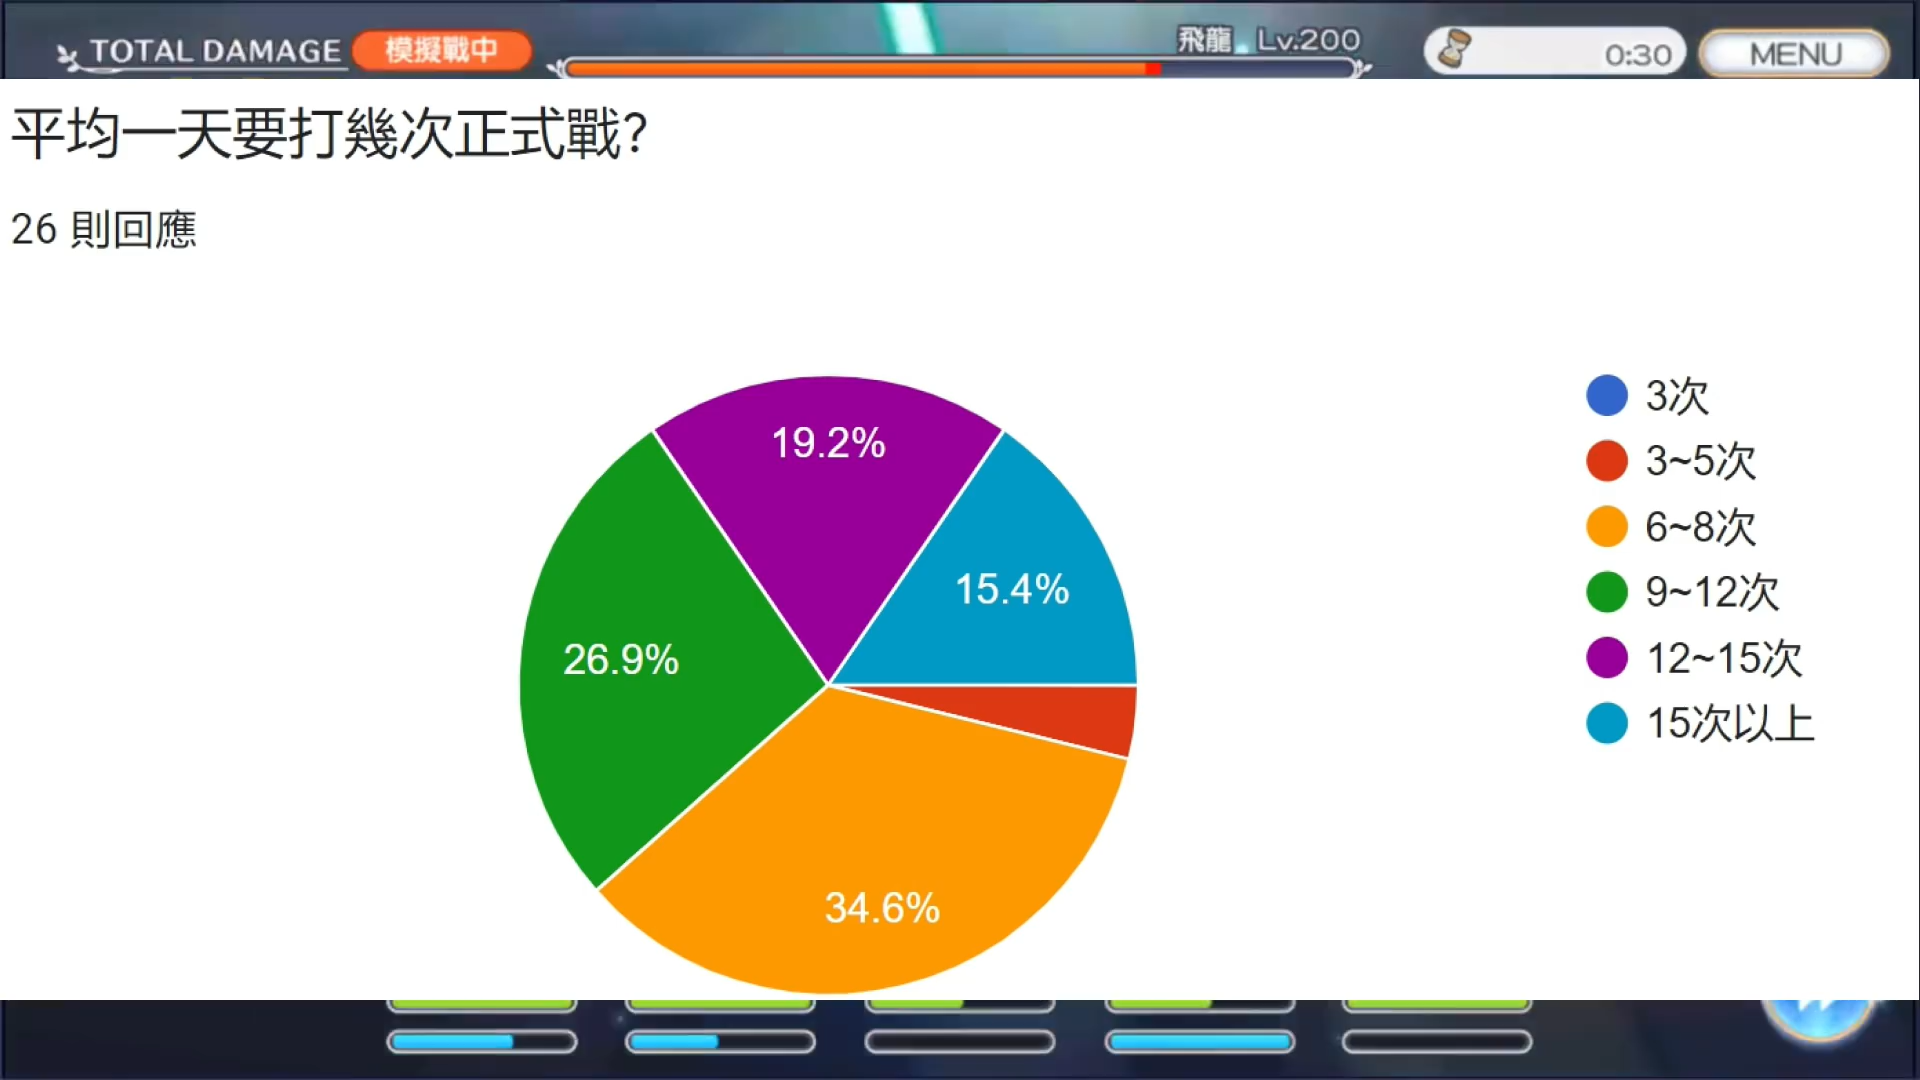 TOTAL DAMAGE 模擬戰中 飛龍 Lv.200 0:30 MENU
平均一天要打幾次正式戰?
26 則回應
19.2%
15.4%
26.9%
34.6%
3次
3~5次
6~8次
9~12次
12~15次
15次以上